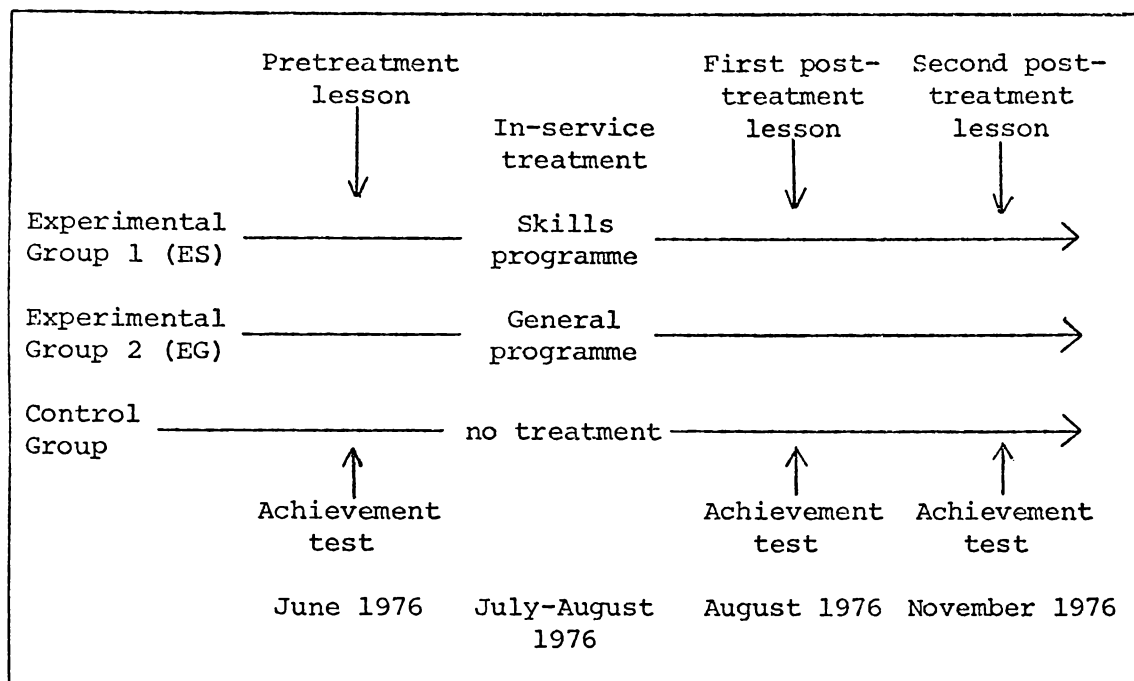 Pretreatment
lesson
First post-
treatment
lesson
Second post-
treatment
lesson
In-service
treatment
Experimental
Group 1 (ES)
Skills
programme
Experimental
Group 2 (EG)
General
programme
Control
Group
no treatment
Achievement
test
Achievement
test
Achievement
test
June 1976
July-August
1976
August 1976
November 1976